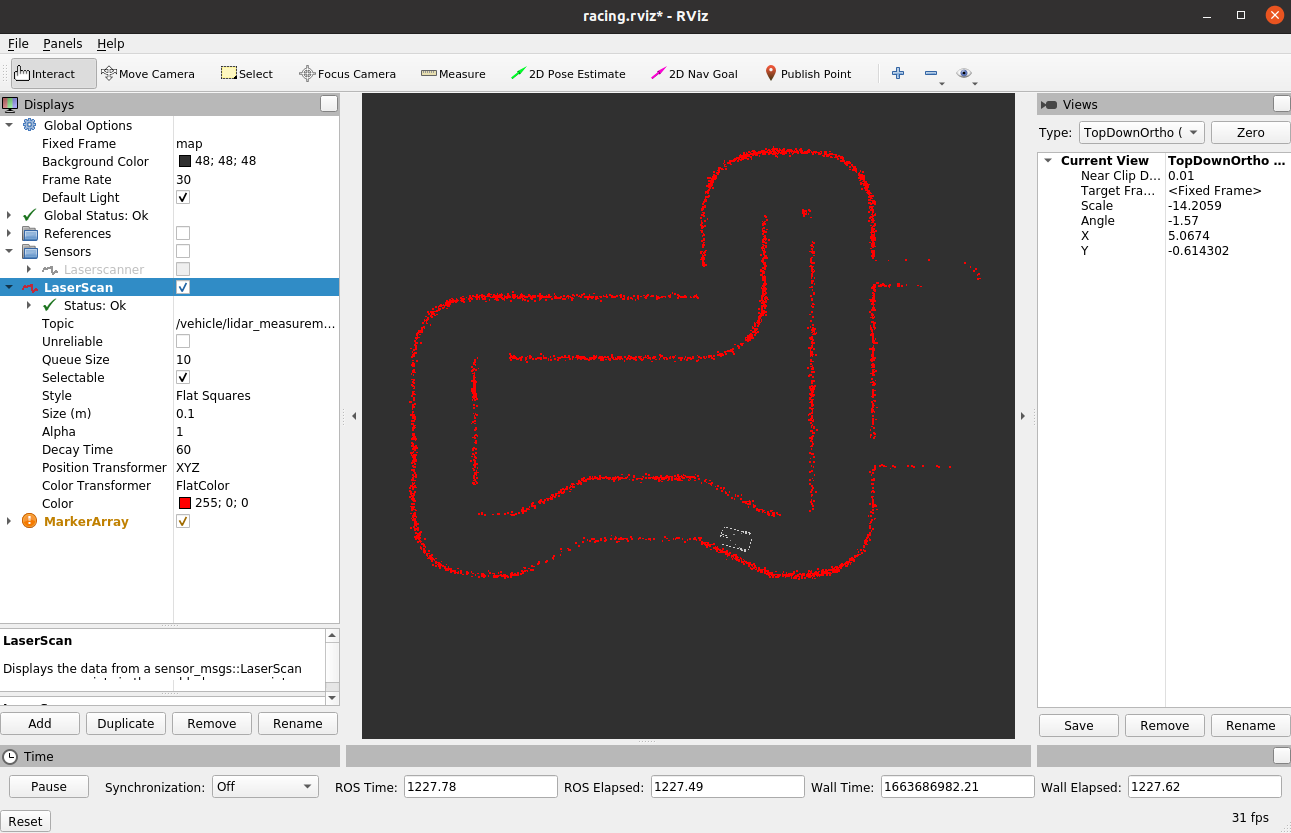 racing.rviz* - RViz
File Panels Help
Interact Move Camera Select Focus Camera Measure 2D Pose Estimate 2D Nav Goal Publish Point
Displays
Global Options
Fixed Frame map
Background Color 48; 48; 48
Frame Rate 30
Default Light
Global Status: Ok
References
Sensors
Laserscanner
LaserScan
Status: Ok
Topic /vehicle/lidar_measurem...
Unreliable
Queue Size 10
Selectable
Style Flat Squares
Size (m) 0.1
Alpha 1
Decay Time 60
Position Transformer XYZ
Color Transformer FlatColor
Color 255; 0; 0
MarkerArray
LaserScan
Displays the data from a sensor_msgs::LaserScan
Add Duplicate Remove Rename
Views
Type: TopDownOrtho ( Zero
Current View TopDownOrtho ...
Near Clip D... 0.01
Target Fra... <Fixed Frame>
Scale -14.2059
Angle -1.57
X 5.0674
Y -0.614302
Save Remove Rename
Time
Pause Synchronization: Off ROS Time: 1227.78 ROS Elapsed: 1227.49 Wall Time: 1663686982.21 Wall Elapsed: 1227.62
Reset 31 fps